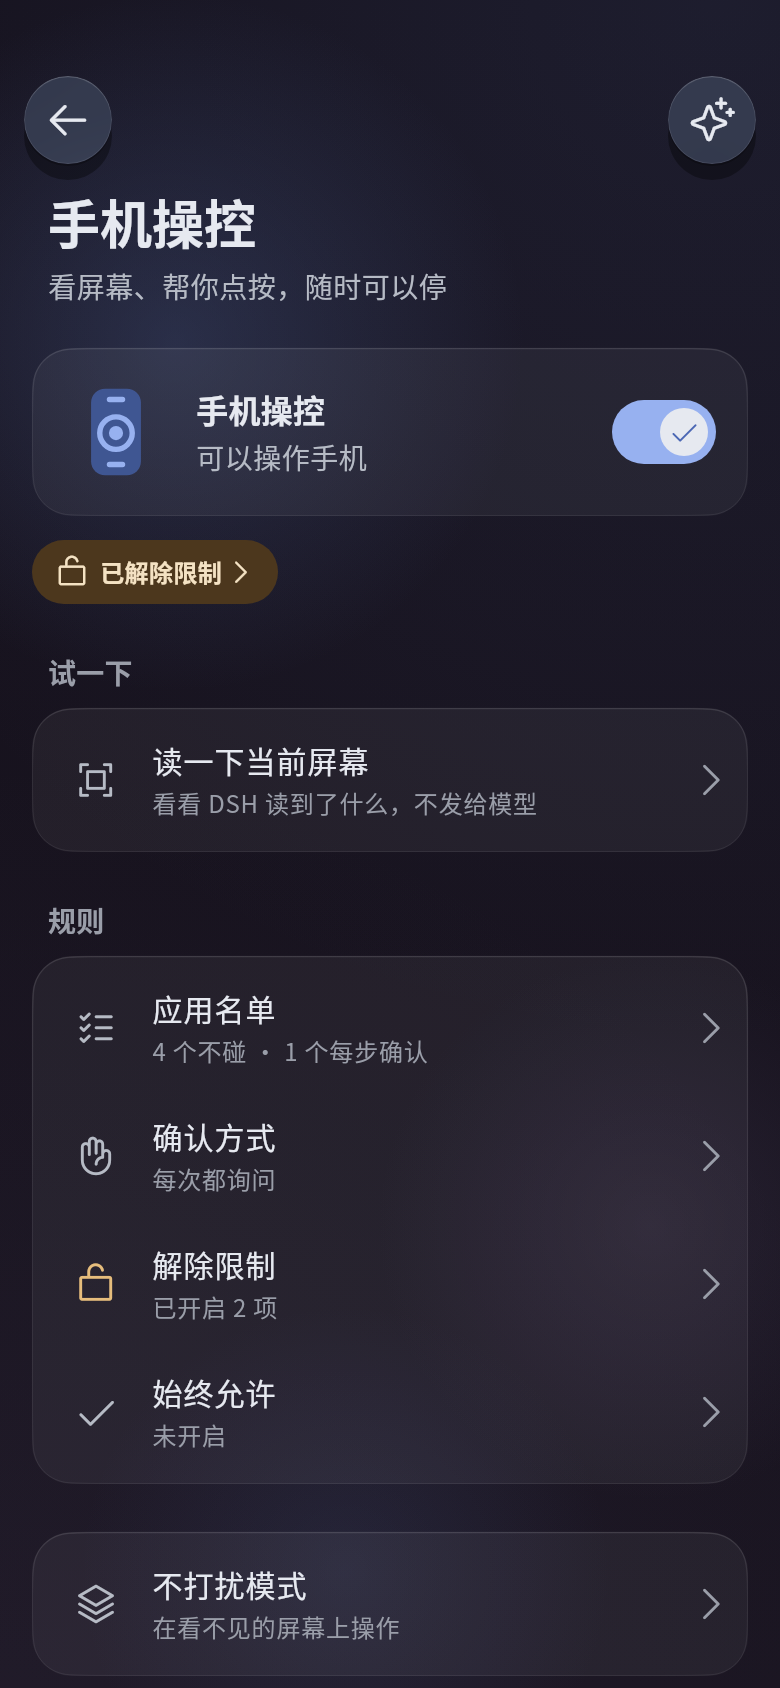 手机操控
看屏幕、帮你点按，随时可以停
手机操控
可以操作手机
已解除限制
试一下
读一下当前屏幕
看看 DSH 读到了什么，不发给模型
规则
应用名单
4 个不碰 · 1 个每步确认
确认方式
每次都询问
解除限制
已开启 2 项
始终允许
未开启
不打扰模式
在看不见的屏幕上操作